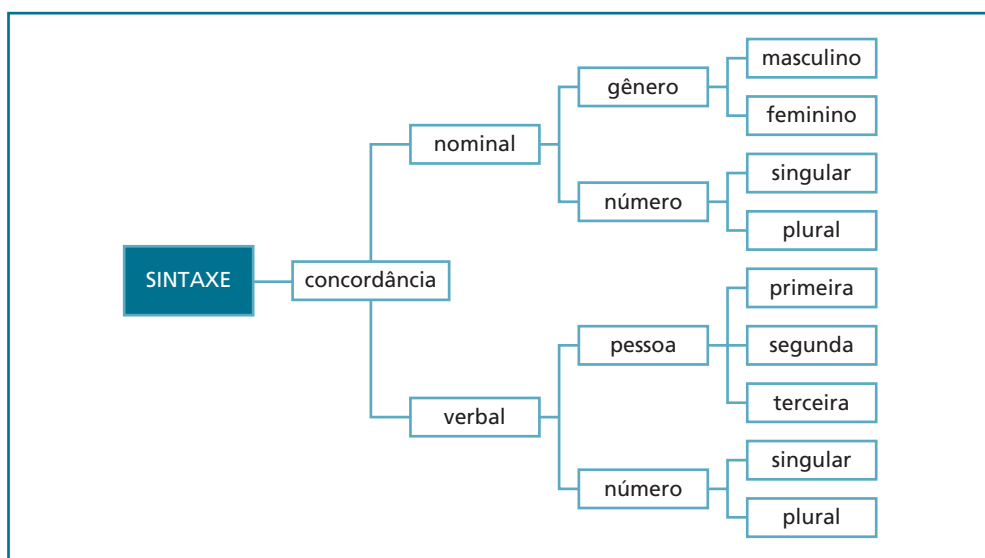 SINTAXE
concordância
nominal
gênero
masculino
feminino
número
singular
plural
verbal
pessoa
primeira
segunda
terceira
número
singular
plural